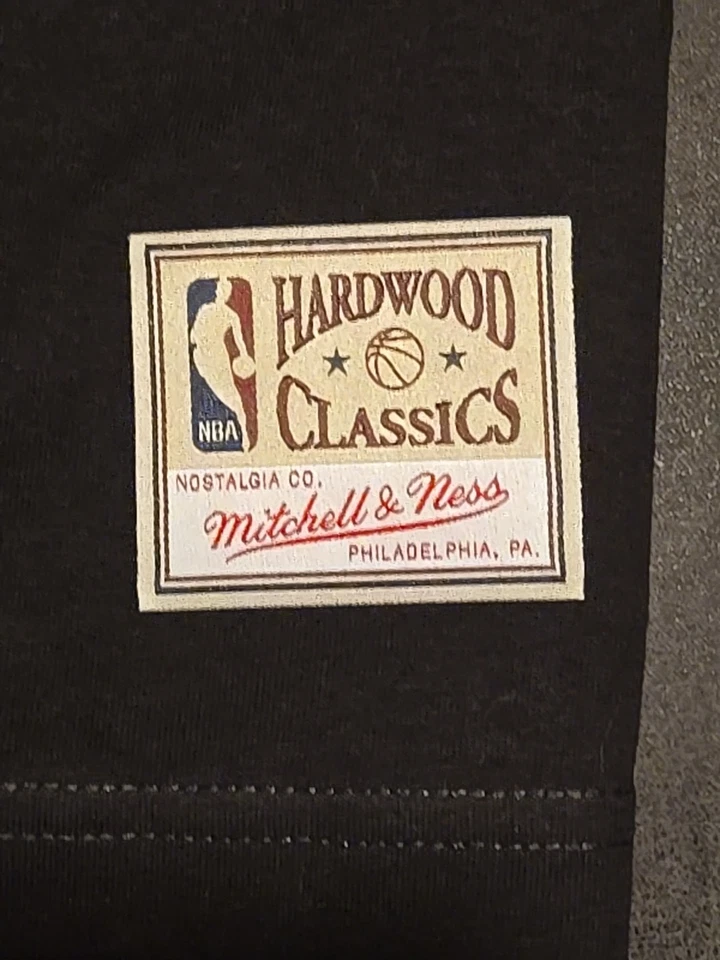 HARDWOOD
CLASSICS
NBA
NOSTALGIA CO.
Mitchell & Ness
PHILADELPHIA, PA.